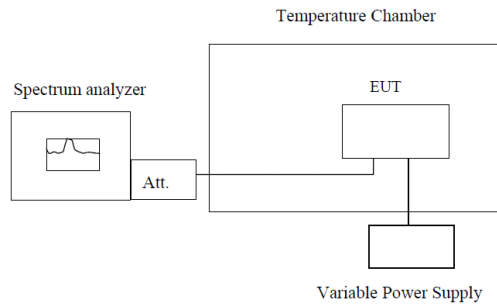 Temperature Chamber
Spectrum analyzer
EUT
Att.
Variable Power Supply